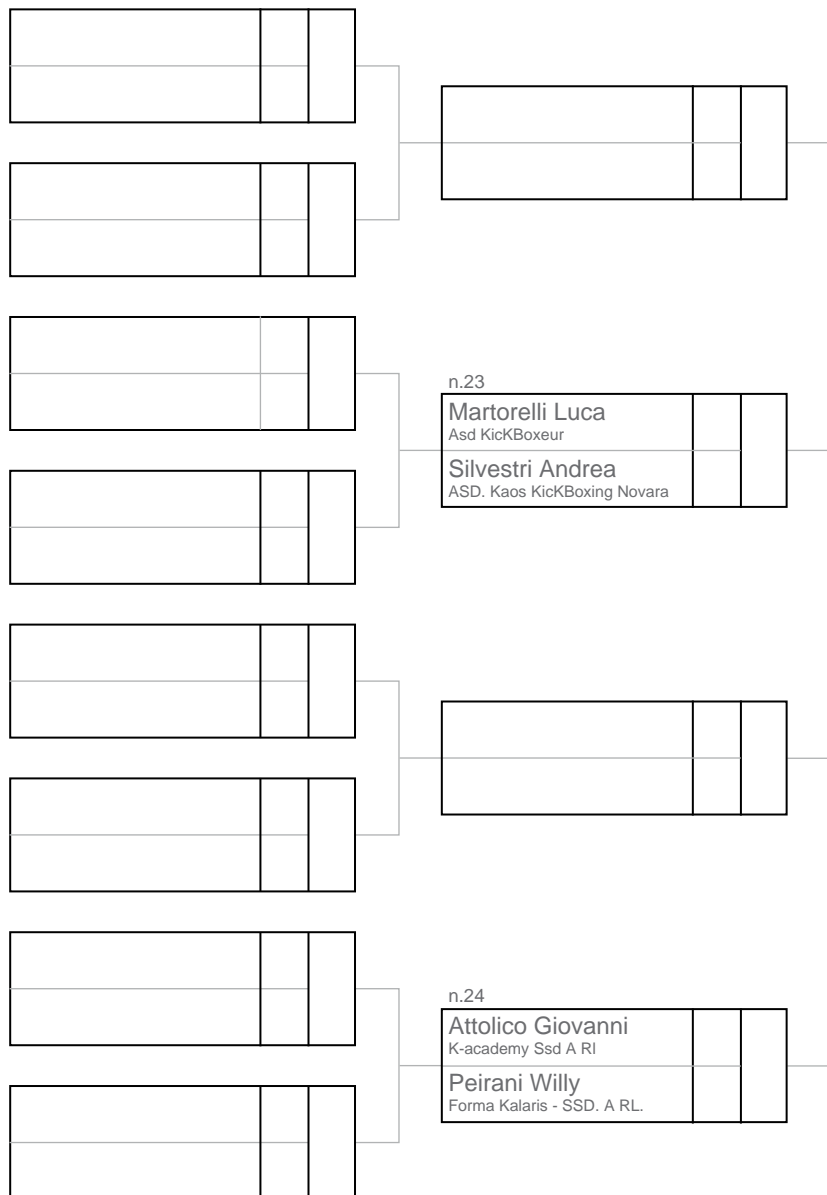 n.23
Martorelli Luca
Asd KicKBoxeur
Silvestri Andrea
ASD. Kaos KicKBoxing Novara
n.24
Attolico Giovanni
K-academy Ssd A Rl
Peirani Willy
Forma Kalaris - SSD. A RL.